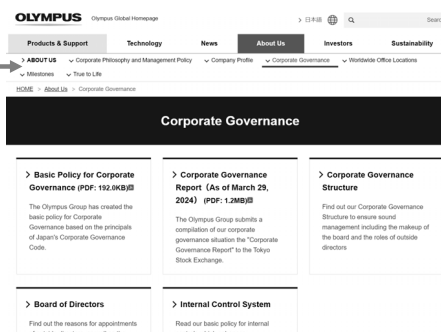 OLYMPUS Olympus Global Homepage > 日本語 Search
Products & Support Technology News About Us Investors Sustainability
> ABOUT US Corporate Philosophy and Management Policy Company Profile Corporate Governance Worldwide Office Locations
Milestones True to Life
HOME > About Us > Corporate Governance
Corporate Governance
> Basic Policy for Corporate
Governance (PDF: 192.0KB)
The Olympus Group has created the
basic policy for Corporate
Governance based on the principals
of Japan's Corporate Governance
Code.
> Corporate Governance
Report（As of March 29,
2024） (PDF: 1.2MB)
The Olympus Group submits a
compilation of our corporate
governance situation the "Corporate
Governance Report" to the Tokyo
Stock Exchange.
> Corporate Governance
Structure
Find out our Corporate Governance
Structure to ensure sound
management including the makeup of
the board and the roles of outside
directors
> Board of Directors
Find out the reasons for appointments
> Internal Control System
Read our basic policy for internal